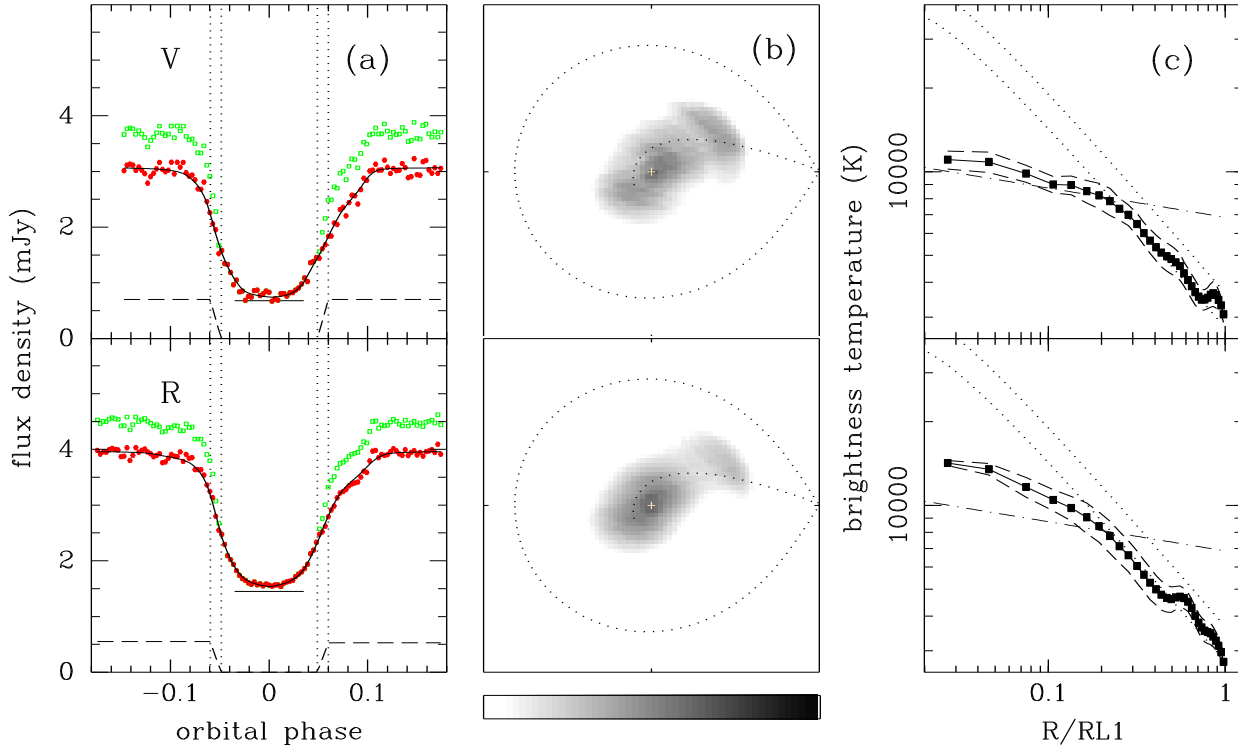 V
(a)
(b)
(c)
4
2
0
10000
R
4
2
0
10000
flux density (mJy)
brightness temperature (K)
−0.1
0
0.1
0.1
1
orbital phase
R/RL1